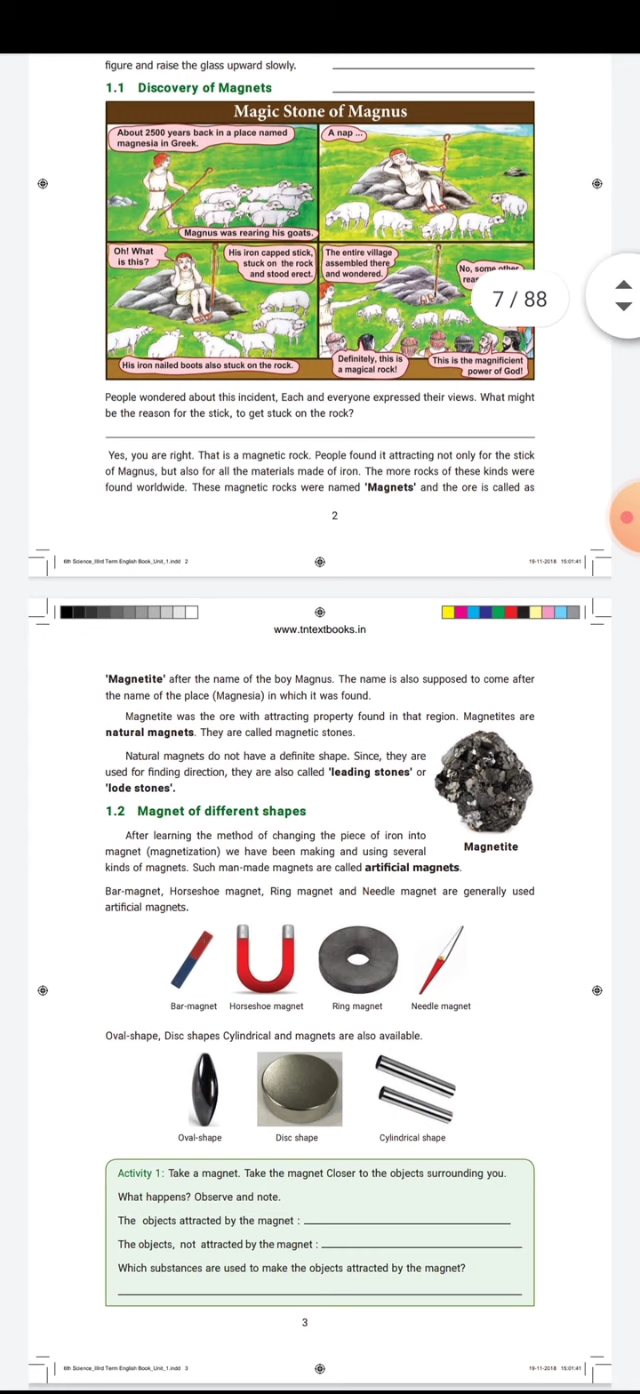 figure and raise the glass upward slowly.
1.1 Discovery of Magnets
Magic Stone of Magnus
About 2500 years back in a place named
magnesia in Greek.
Magnus was rearing his goats.
A nap ...
Oh! What
is this?
His iron capped stick,
stuck on the rock
and stood erect.
His iron nailed boots also stuck on the rock.
The entire village
assembled there
and wondered.
No, some other
Definitely, this is
a magical rock!
This is the magnificient
power of God!
7 / 88
People wondered about this incident, Each and everyone expressed their views. What might
be the reason for the stick, to get stuck on the rock?
Yes, you are right. That is a magnetic rock. People found it attracting not only for the stick
of Magnus, but also for all the materials made of iron. The more rocks of these kinds were
found worldwide. These magnetic rocks were named 'Magnets' and the ore is called as
2
6th Science_IIIrd Term English Book_Unit_1.indd 2
19-11-2018 15:01:41
www.tntextbooks.in
'Magnetite' after the name of the boy Magnus. The name is also supposed to come after
the name of the place (Magnesia) in which it was found.
Magnetite was the ore with attracting property found in that region. Magnetites are
natural magnets. They are called magnetic stones.
Natural magnets do not have a definite shape. Since, they are
used for finding direction, they are also called 'leading stones' or
'lode stones'.
Magnetite
1.2 Magnet of different shapes
After learning the method of changing the piece of iron into
magnet (magnetization) we have been making and using several
kinds of magnets. Such man-made magnets are called artificial magnets.
Bar-magnet, Horseshoe magnet, Ring magnet and Needle magnet are generally used
artificial magnets.
Bar-magnet Horseshoe magnet Ring magnet Needle magnet
Oval-shape, Disc shapes Cylindrical and magnets are also available.
Oval-shape Disc shape Cylindrical shape
Activity 1: Take a magnet. Take the magnet Closer to the objects surrounding you.
What happens? Observe and note.
The objects attracted by the magnet :
The objects, not attracted by the magnet :
Which substances are used to make the objects attracted by the magnet?
3
6th Science_IIIrd Term English Book_Unit_1.indd 3
19-11-2018 15:01:41